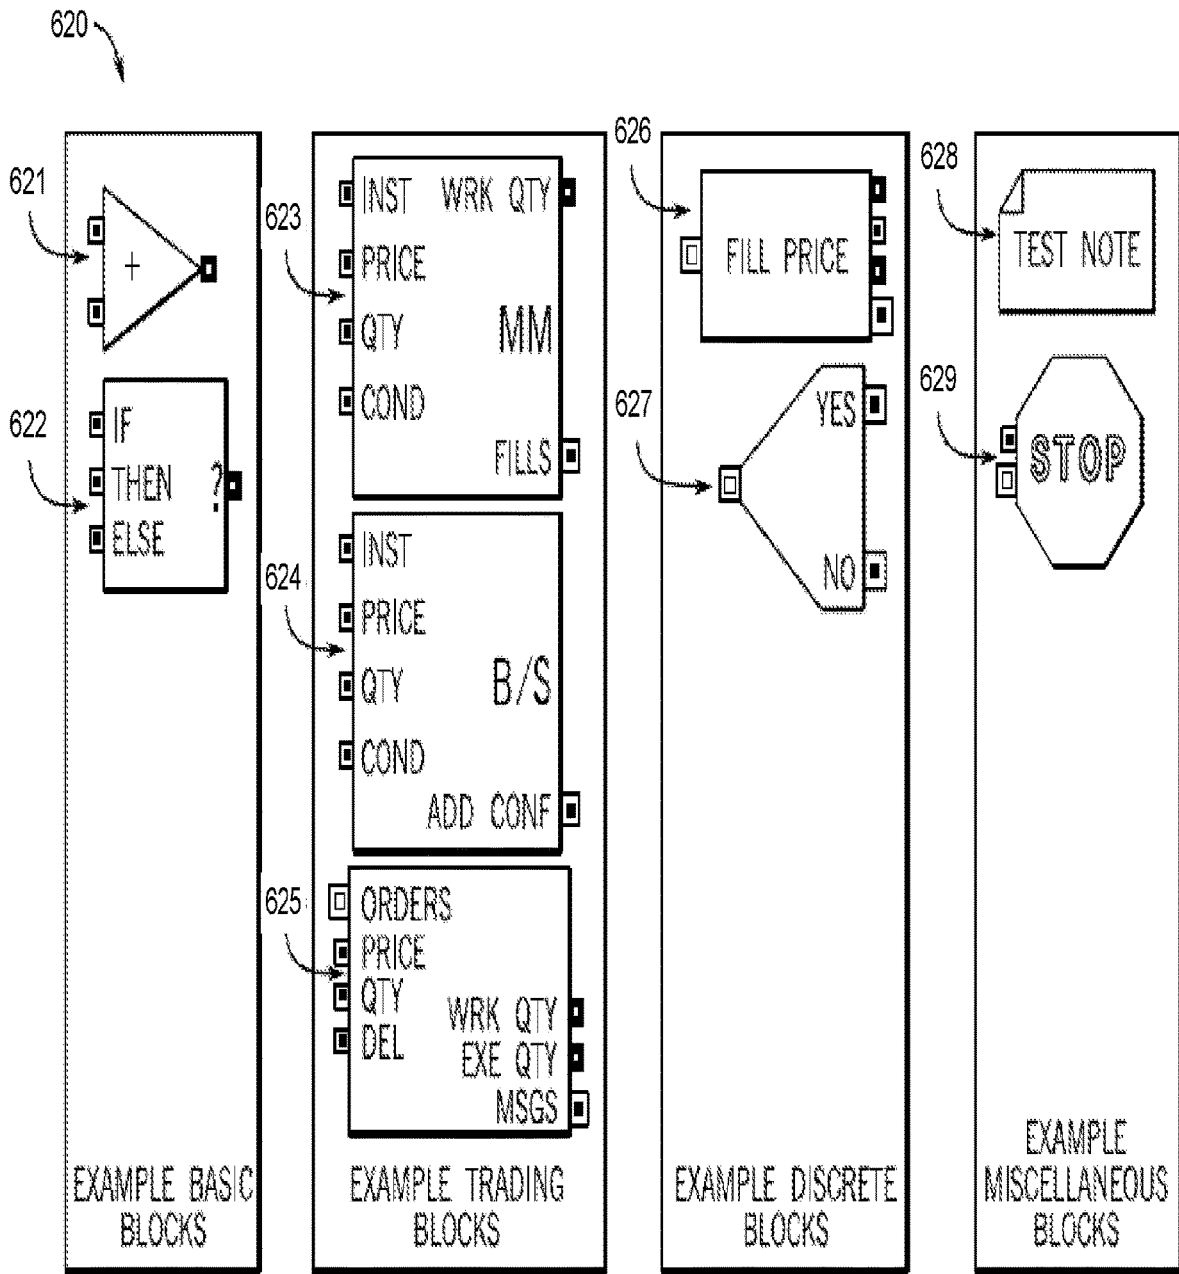 620
621
+
622
IF
THEN ?
ELSE
EXAMPLE BASIC
BLOCKS
623
INST WRK QTY
PRICE
QTY MM
COND
FILLS
624
INST
PRICE
QTY B/S
COND
ADD CONF
625
ORDERS
PRICE
QTY
WRK QTY
DEL
EXE QTY
MSGS
EXAMPLE TRADING
BLOCKS
626
FILL PRICE
627
YES
NO
EXAMPLE DISCRETE
BLOCKS
628
TEST NOTE
629
STOP
EXAMPLE
MISCELLANEOUS
BLOCKS